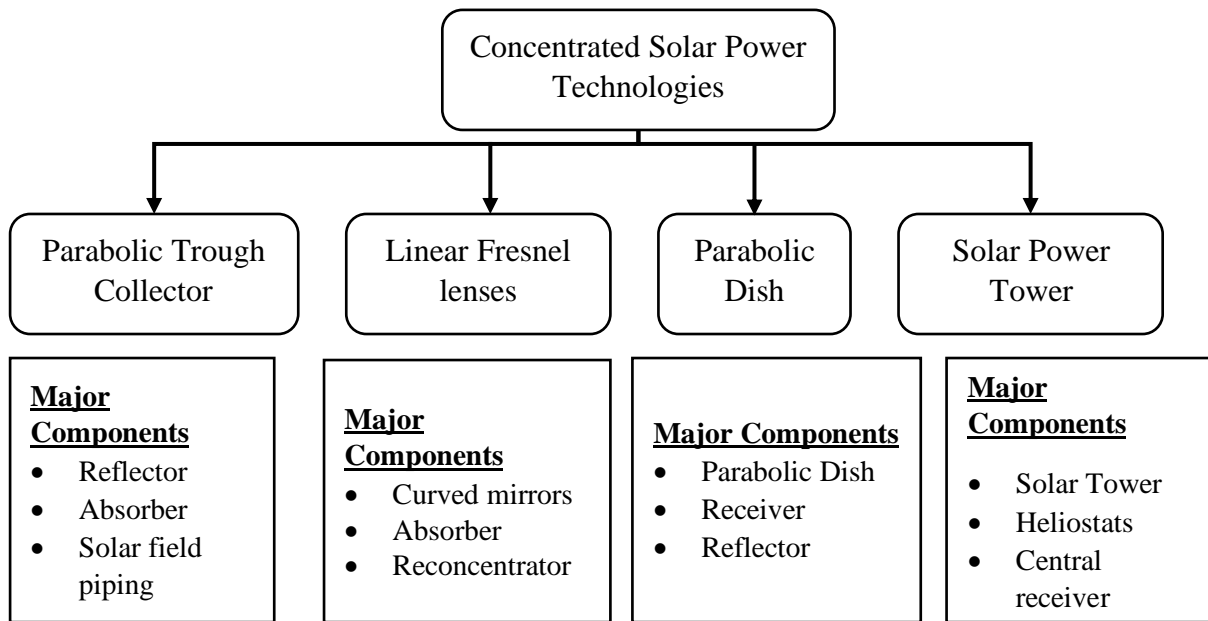 Concentrated Solar Power
Technologies
Parabolic Trough
Collector
Linear Fresnel
lenses
Parabolic
Dish
Solar Power
Tower
Major
Components
• Reflector
• Absorber
• Solar field
piping
Major
Components
• Curved mirrors
• Absorber
• Reconcentrator
Major Components
• Parabolic Dish
• Receiver
• Reflector
Major
Components
• Solar Tower
• Heliostats
• Central
receiver